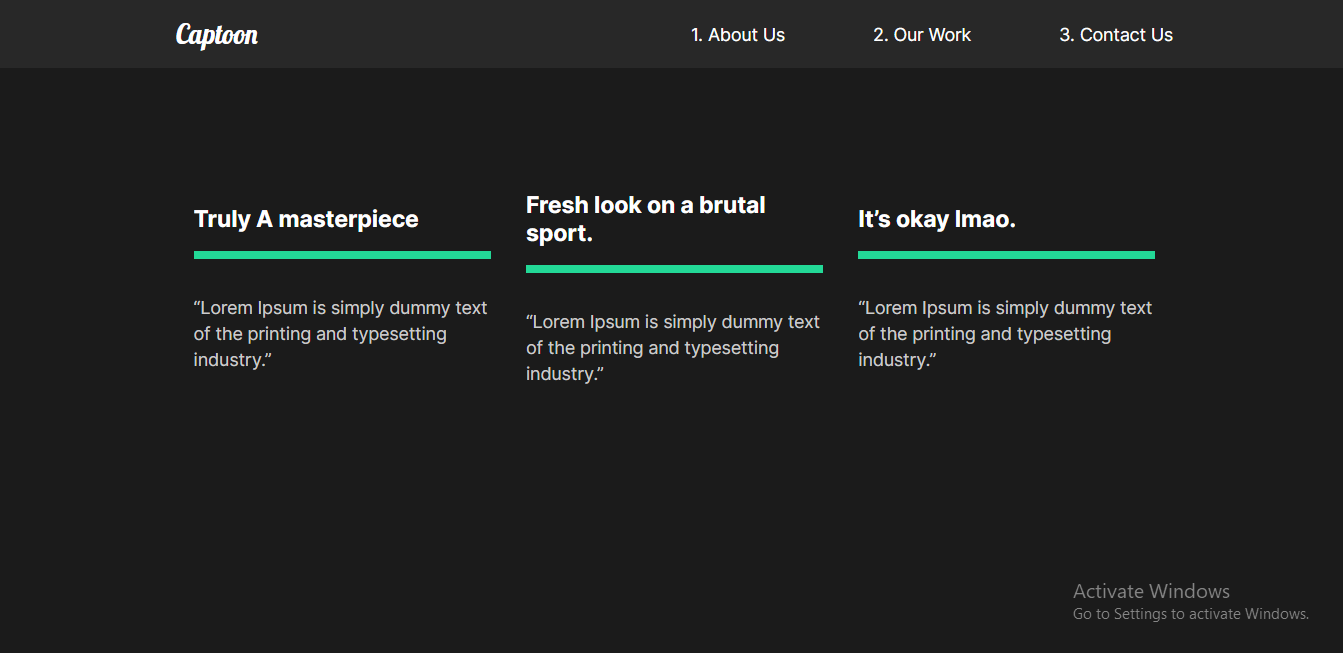 Captoon
1. About Us
2. Our Work
3. Contact Us
Truly A masterpiece
“Lorem Ipsum is simply dummy text
of the printing and typesetting
industry.”
Fresh look on a brutal
sport.
“Lorem Ipsum is simply dummy text
of the printing and typesetting
industry.”
It’s okay lmao.
“Lorem Ipsum is simply dummy text
of the printing and typesetting
industry.”
Activate Windows
Go to Settings to activate Windows.